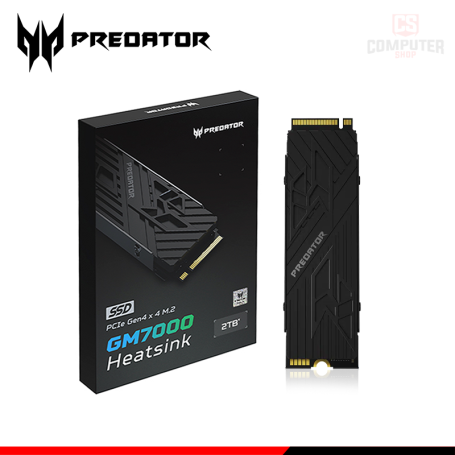 PREDATOR
CS
COMPUTER
SHOP
PREDATOR
PREDATOR
SSD
PCIe Gen4 x 4 M.2
GM7000
Heatsink
2TB*
PREDATOR